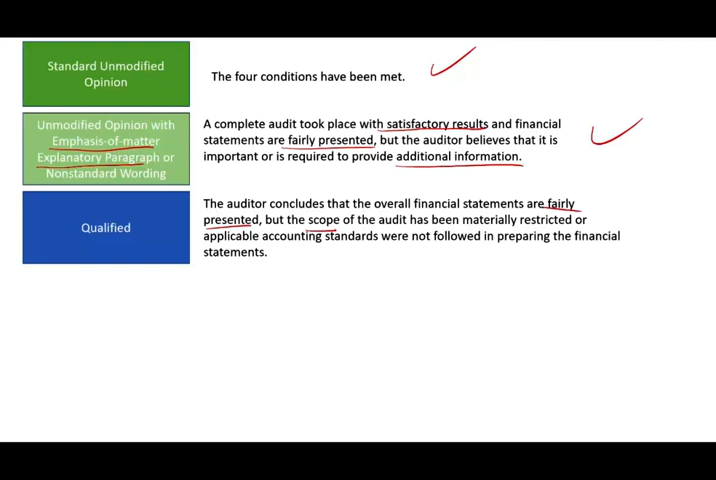 Standard Unmodified
Opinion
The four conditions have been met.
Unmodified Opinion with
Emphasis-of-matter
Explanatory Paragraph or
Nonstandard Wording
A complete audit took place with satisfactory results and financial
statements are fairly presented, but the auditor believes that it is
important or is required to provide additional information.
Qualified
The auditor concludes that the overall financial statements are fairly
presented, but the scope of the audit has been materially restricted or
applicable accounting standards were not followed in preparing the financial
statements.